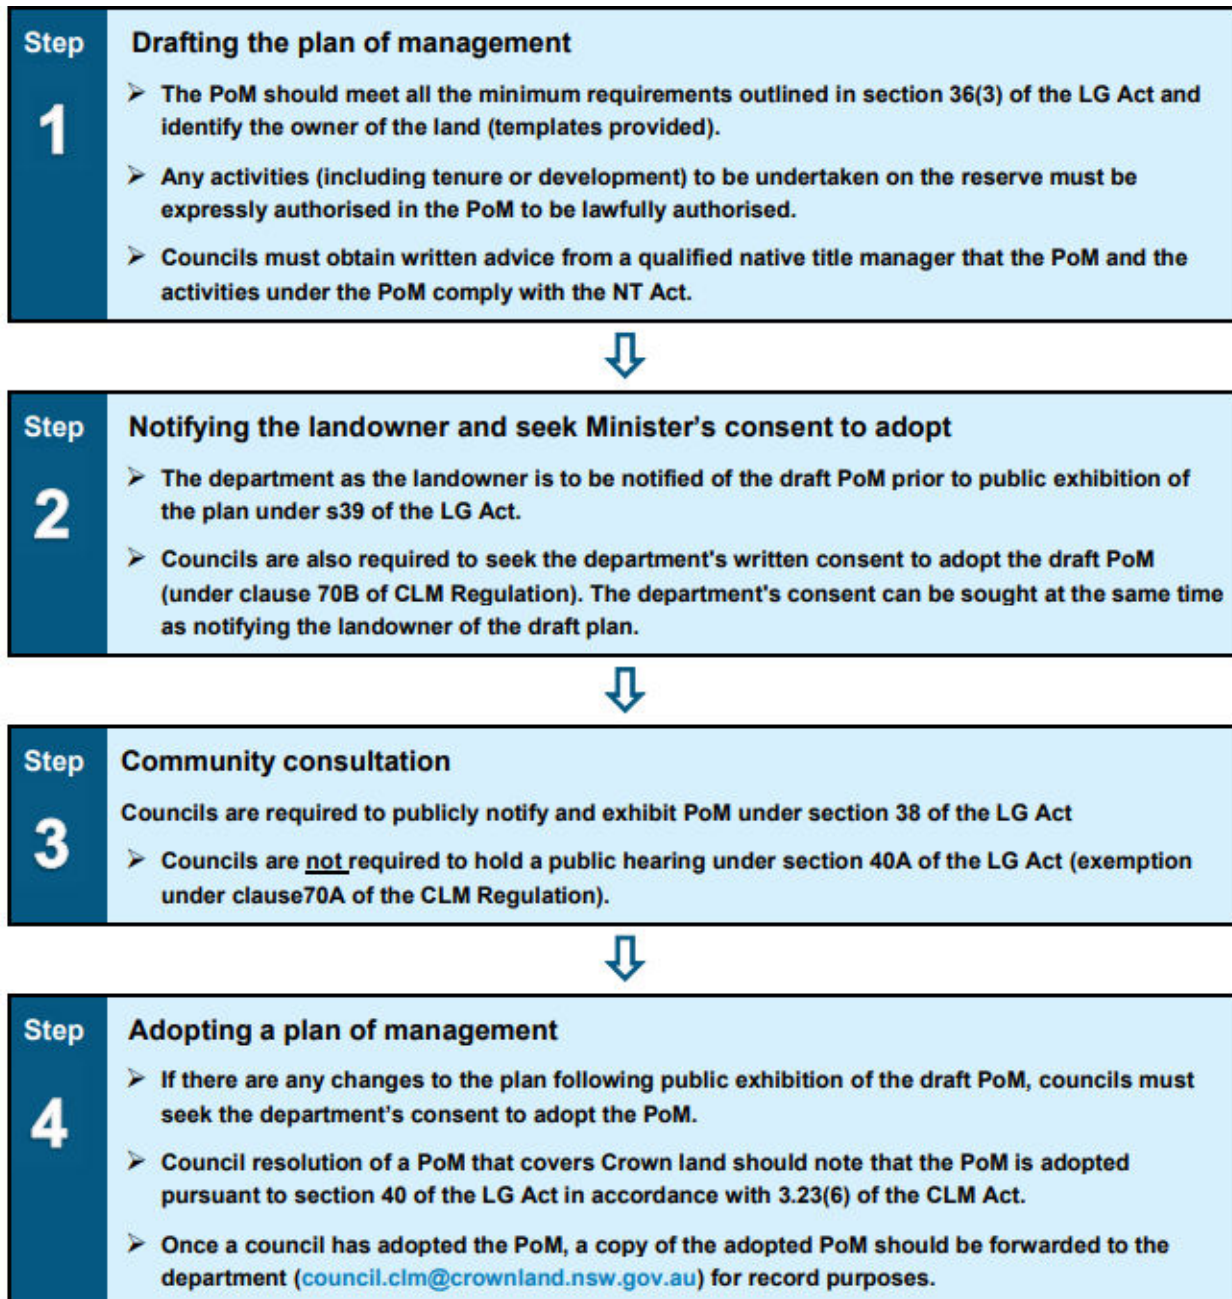 Step
1
Drafting the plan of management
➢ The PoM should meet all the minimum requirements outlined in section 36(3) of the LG Act and
identify the owner of the land (templates provided).
➢ Any activities (including tenure or development) to be undertaken on the reserve must be
expressly authorised in the PoM to be lawfully authorised.
➢ Councils must obtain written advice from a qualified native title manager that the PoM and the
activities under the PoM comply with the NT Act.
Step
2
Notifying the landowner and seek Minister's consent to adopt
➢ The department as the landowner is to be notified of the draft PoM prior to public exhibition of
the plan under s39 of the LG Act.
➢ Councils are also required to seek the department's written consent to adopt the draft PoM
(under clause 70B of CLM Regulation). The department's consent can be sought at the same time
as notifying the landowner of the draft plan.
Step
3
Community consultation
Councils are required to publicly notify and exhibit PoM under section 38 of the LG Act
➢ Councils are not required to hold a public hearing under section 40A of the LG Act (exemption
under clause70A of the CLM Regulation).
Step
4
Adopting a plan of management
➢ If there are any changes to the plan following public exhibition of the draft PoM, councils must
seek the department's consent to adopt the PoM.
➢ Council resolution of a PoM that covers Crown land should note that the PoM is adopted
pursuant to section 40 of the LG Act in accordance with 3.23(6) of the CLM Act.
➢ Once a council has adopted the PoM, a copy of the adopted PoM should be forwarded to the
department (council.clm@crownland.nsw.gov.au) for record purposes.